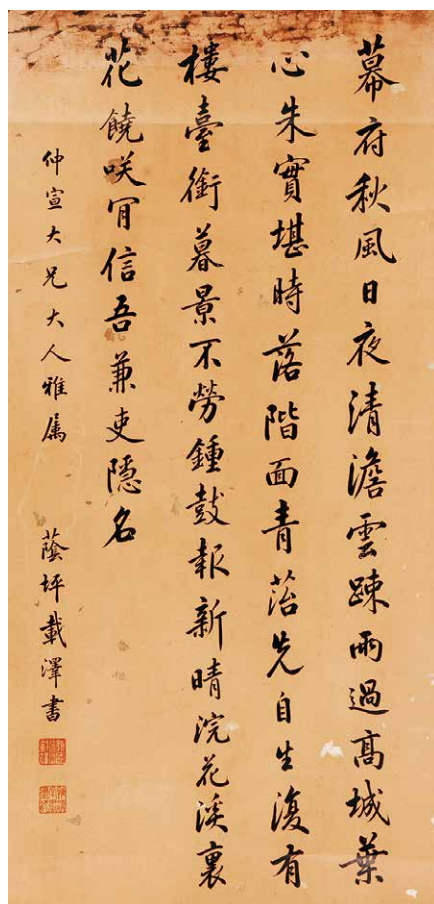 幕府秋風日夜清澹雲踈雨過高城葉
心朱實堪時落階面青苔先自生復有
樓臺銜暮景不勞鍾鼓報新晴浣花溪裏
花饒咲肎信吾兼吏隱名
仲宣大兄大人雅属
蔭坪載澤書